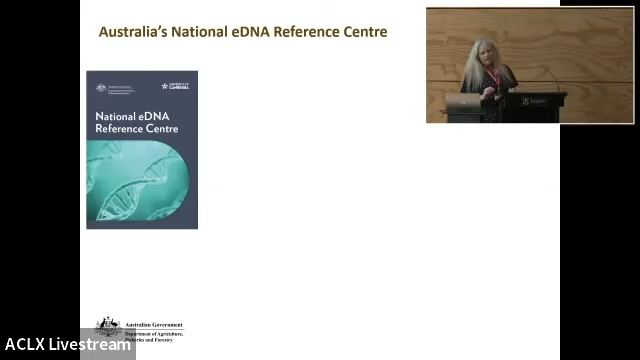 Australia's National eDNA Reference Centre
UNIVERSITY OF
CANBERRA
National eDNA
Reference Centre
Australian Government
Department of Agriculture,
Fisheries and Forestry
ACLX Livestream